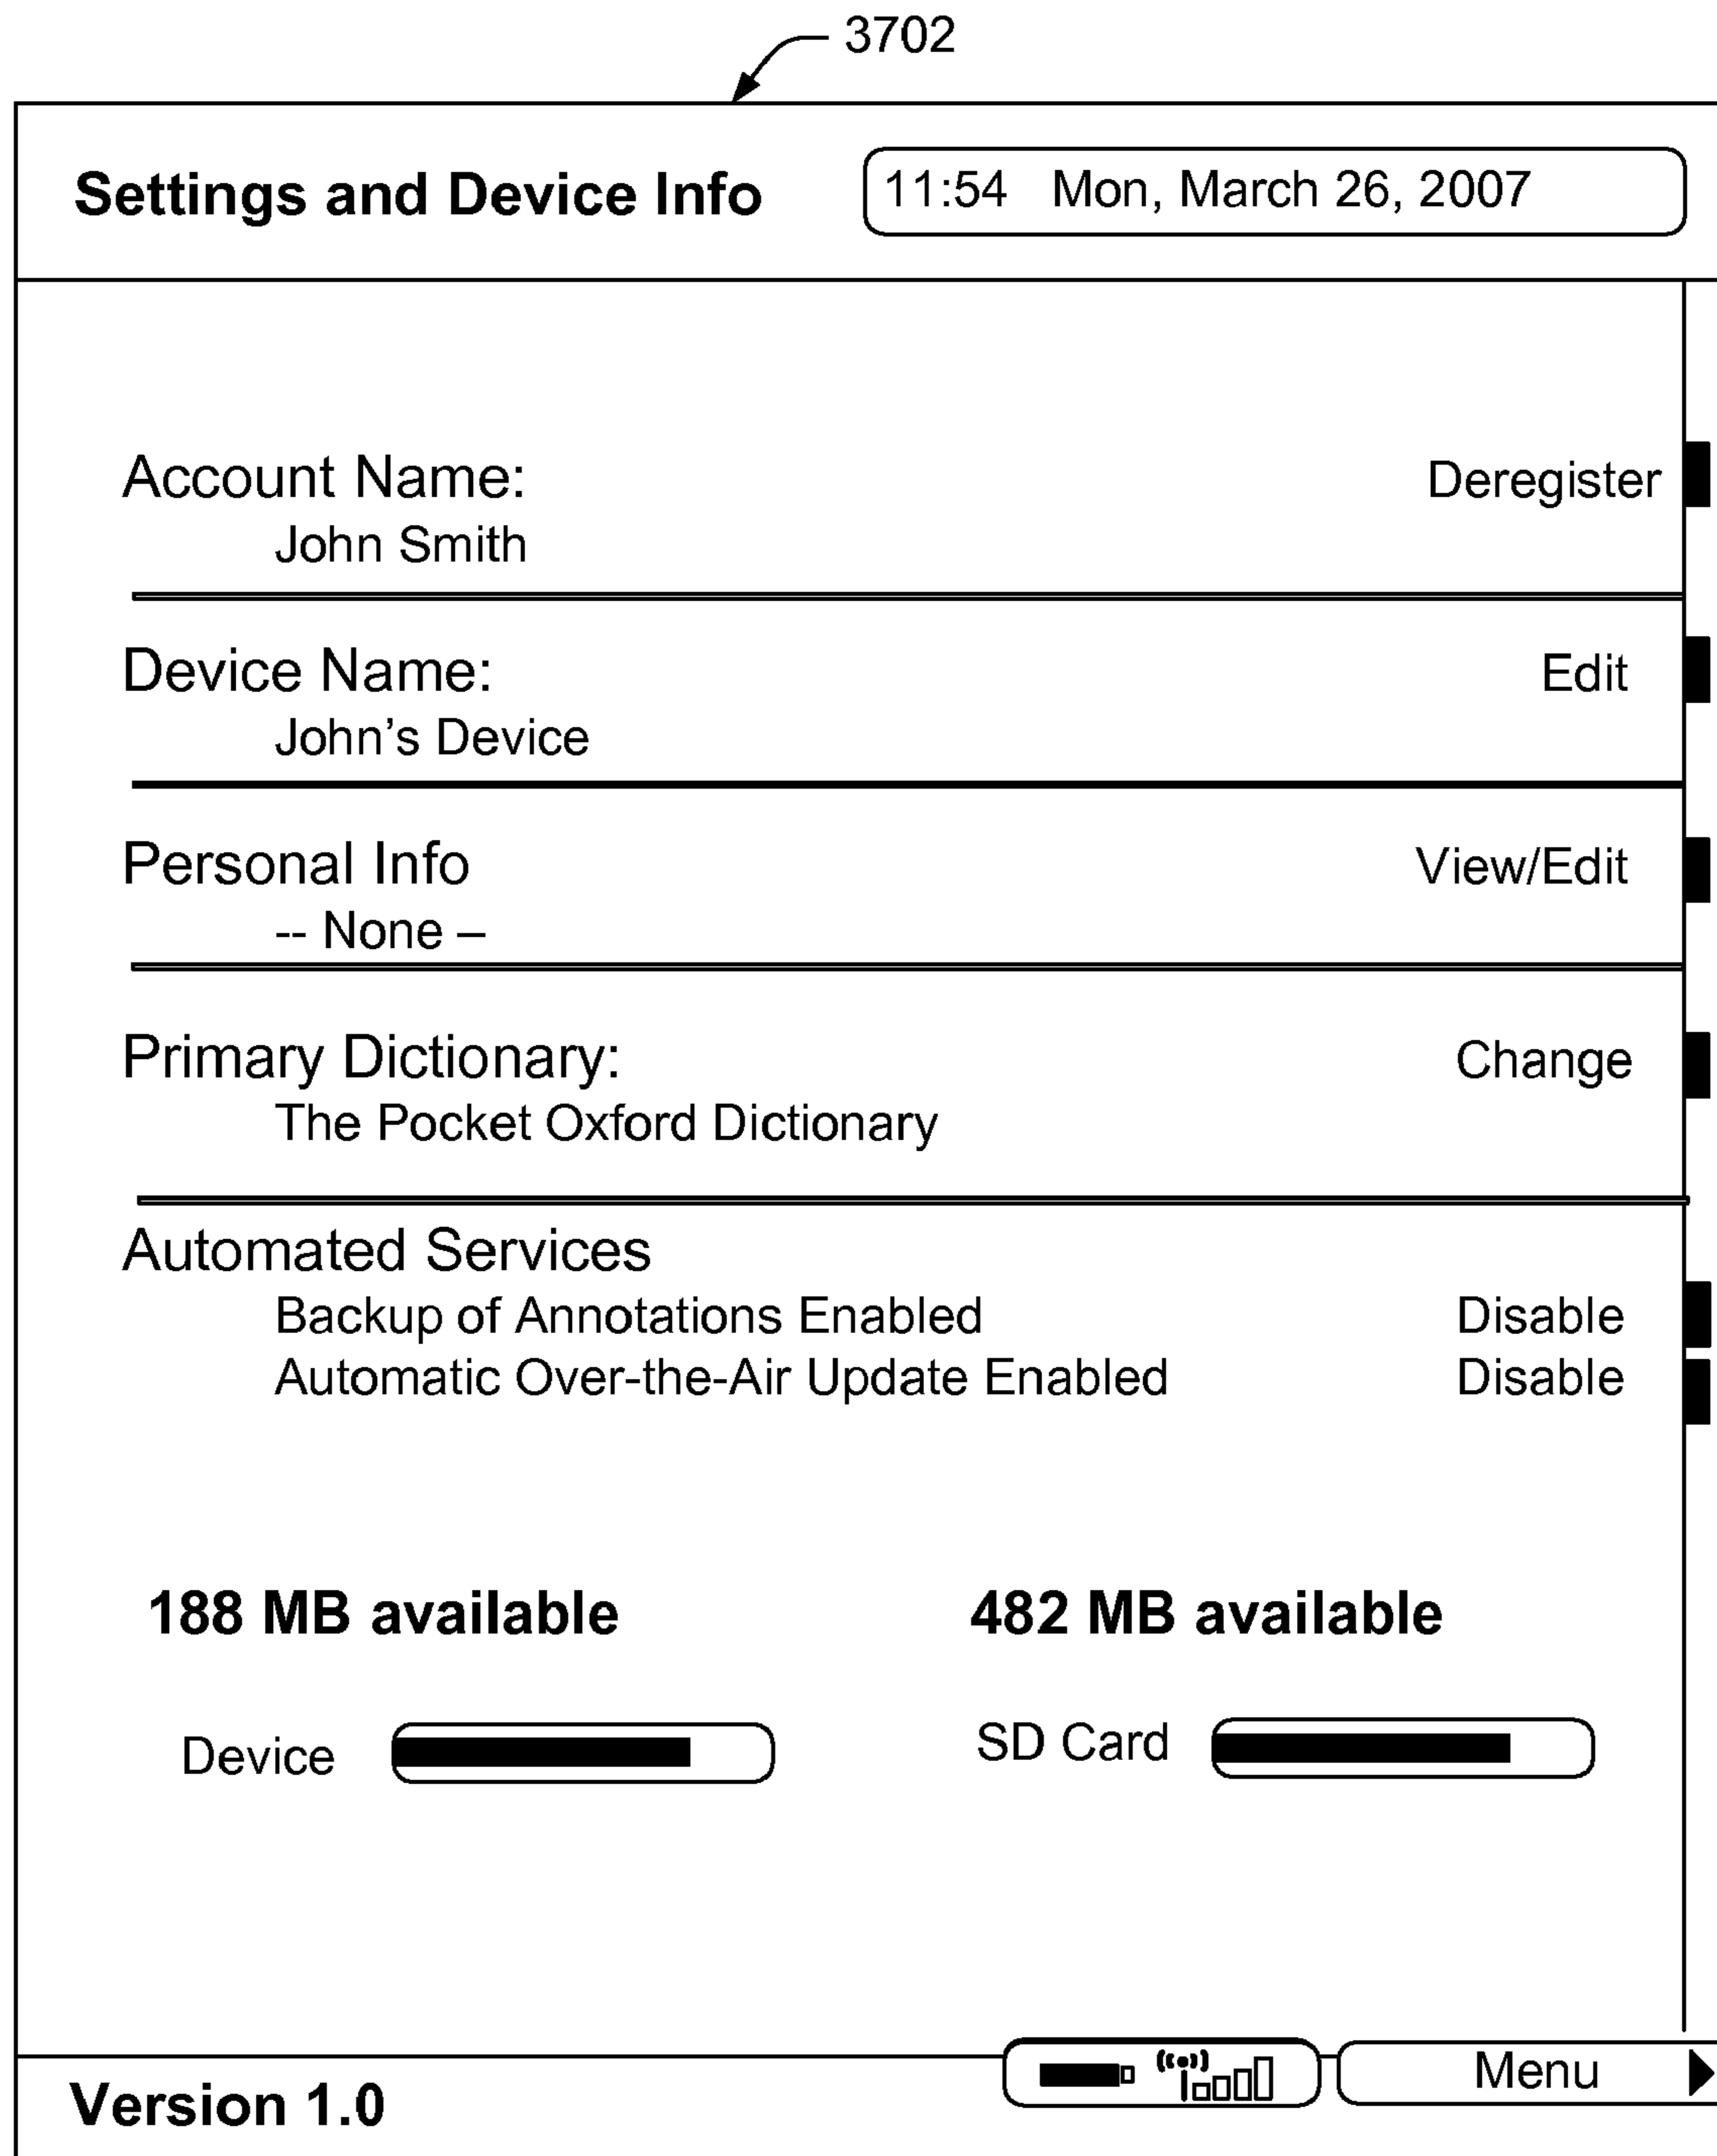 3702
Settings and Device Info
11:54 Mon, March 26, 2007
Account Name:
Deregister
John Smith
Device Name:
Edit
John's Device
Personal Info
View/Edit
-- None –
Primary Dictionary:
Change
The Pocket Oxford Dictionary
Automated Services
Backup of Annotations Enabled
Disable
Automatic Over-the-Air Update Enabled
Disable
188 MB available
482 MB available
Device
SD Card
Version 1.0
Menu